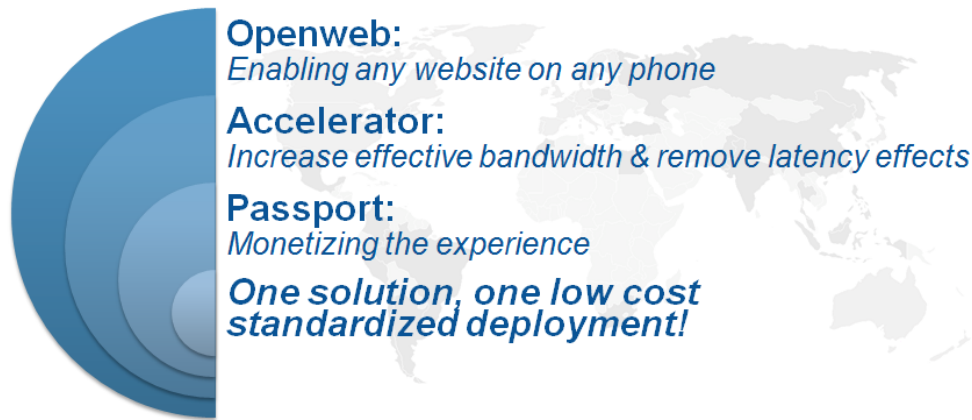 Openweb:
Enabling any website on any phone
Accelerator:
Increase effective bandwidth & remove latency effects
Passport:
Monetizing the experience
One solution, one low cost
standardized deployment!